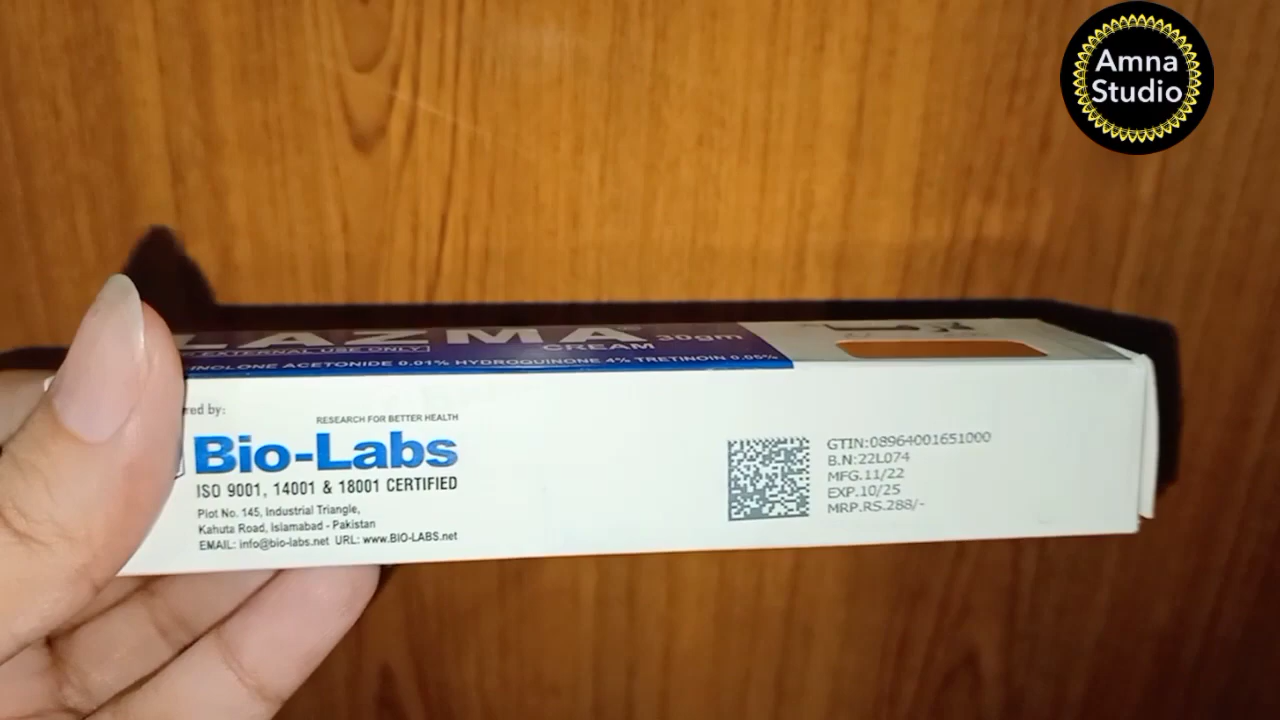 Amna
Studio
LAZMA
CREAM 30gm
EXTERNAL USE ONLY
INOLONE ACETONIDE 0.01% HYDROQUINONE 4% TRETINOIN 0.05%
red by:
RESEARCH FOR BETTER HEALTH
Bio-Labs
ISO 9001, 14001 & 18001 CERTIFIED
Plot No. 145, Industrial Triangle,
Kahuta Road, Islamabad - Pakistan
EMAIL: info@bio-labs.net URL: www.BIO-LABS.net
GTIN:08964001651000
B.N:22L074
MFG.11/22
EXP.10/25
MRP.RS.288/-